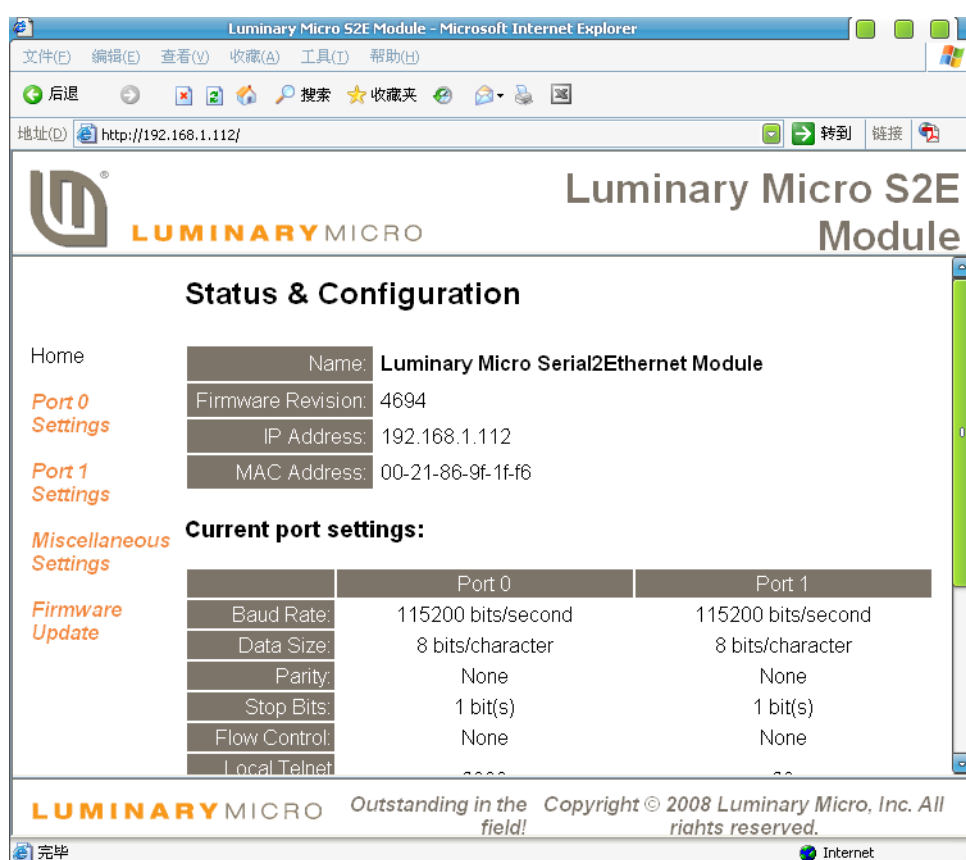 Luminary Micro S2E Module - Microsoft Internet Explorer
文件(F) 编辑(E) 查看(V) 收藏(A) 工具(T) 帮助(H)
后退 搜索 收藏夹
地址(D) http://192.168.1.112/ 转到 链接
LUMINARYMICRO
Luminary Micro S2E
Module
Status & Configuration
Home
Port 0
Settings
Port 1
Settings
Miscellaneous
Settings
Firmware
Update
Name: Luminary Micro Serial2Ethernet Module
Firmware Revision: 4694
IP Address: 192.168.1.112
MAC Address: 00-21-86-9f-1f-f6
Current port settings:
Port 0 Port 1
Baud Rate: 115200 bits/second 115200 bits/second
Data Size: 8 bits/character 8 bits/character
Parity: None None
Stop Bits: 1 bit(s) 1 bit(s)
Flow Control: None None
Local Telnet
LUMINARYMICRO
Outstanding in the
field!
Copyright © 2008 Luminary Micro, Inc. All
rights reserved.
完毕 Internet